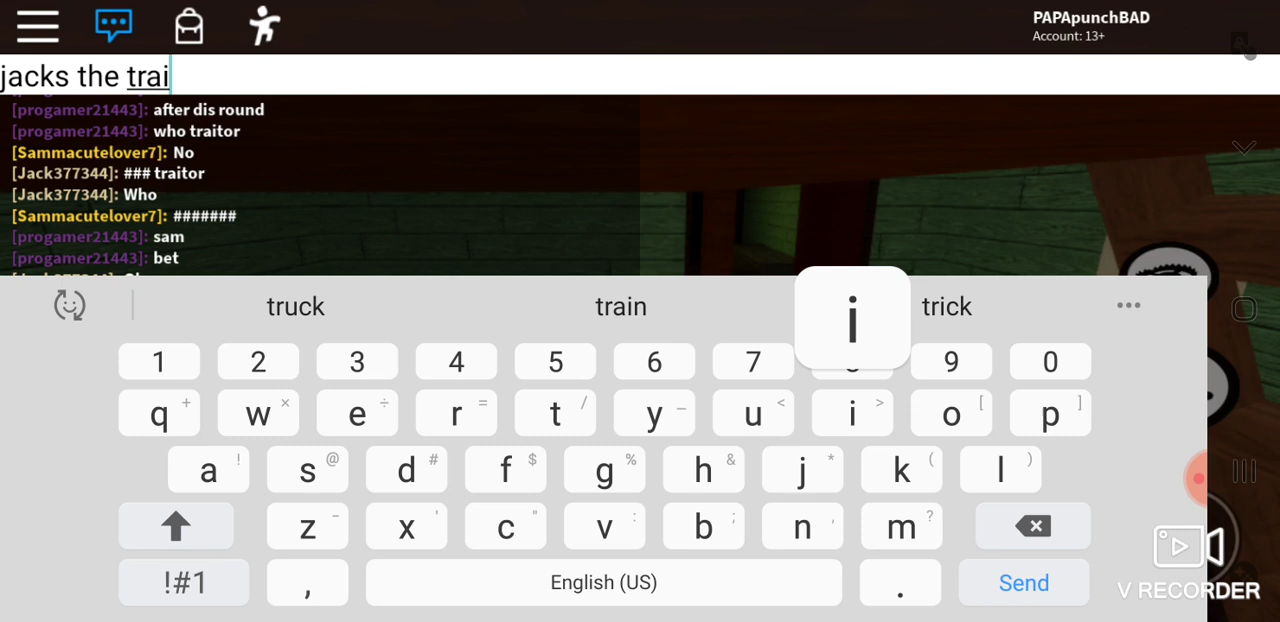 PAPApunchBAD
Account: 13+
jacks the trai
[progamer21443]: after dis round
[progamer21443]: who traitor
[Sammacutelover7]: No
[Jack377344]: ### traitor
[Jack377344]: Who
[Sammacutelover7]: #######
[progamer21443]: sam
[progamer21443]: bet
truck train trick
i
1 2 3 4 5 6 7 9 0
q + w × e ÷ r = t / y _ u < i > o [ p ]
a ! s @ d # f $ g % h & j * k ( l )
z - x ' c " v : b ; n , m ?
!#1 , English (US) . Send
V RECORDER